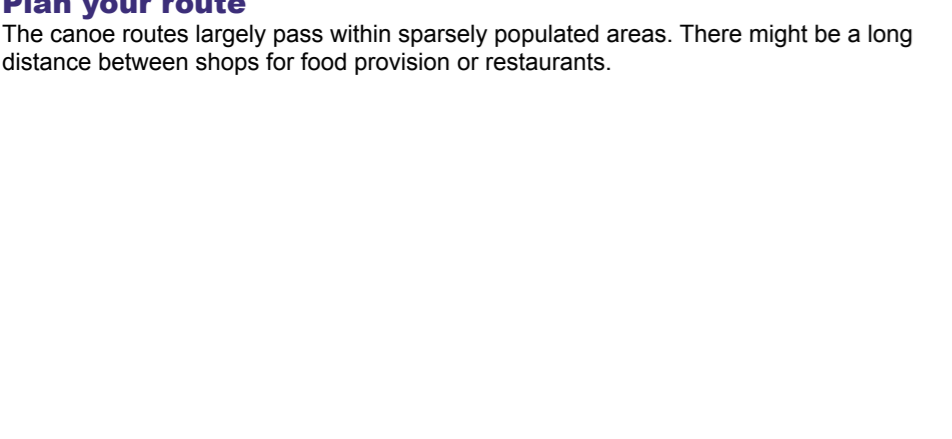 Plan your route
The canoe routes largely pass within sparsely populated areas. There might be a long
distance between shops for food provision or restaurants.